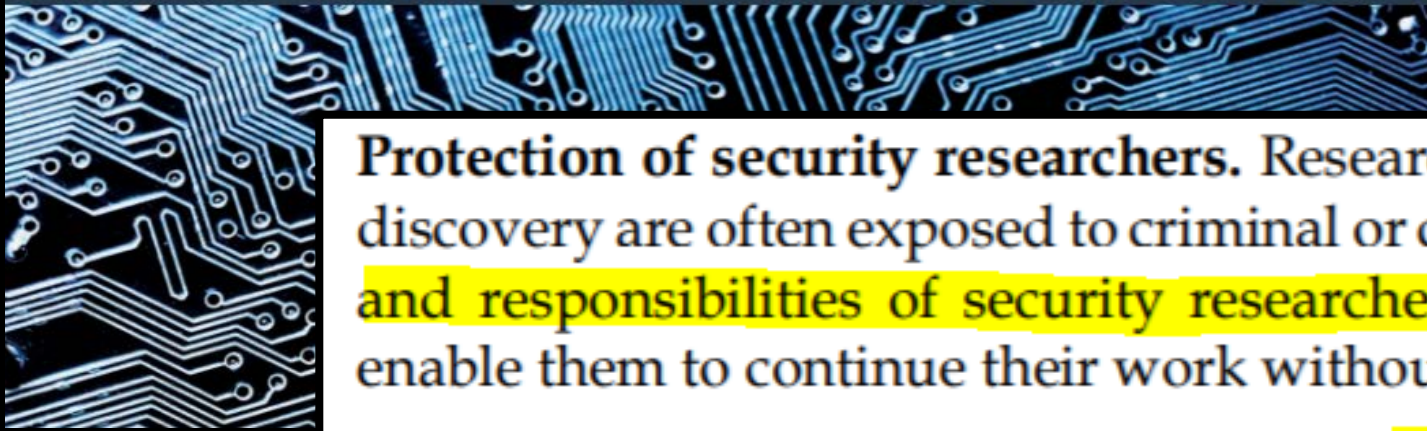 Protection of security researchers. Resear
discovery are often exposed to criminal or
and responsibilities of security researche
enable them to continue their work withou